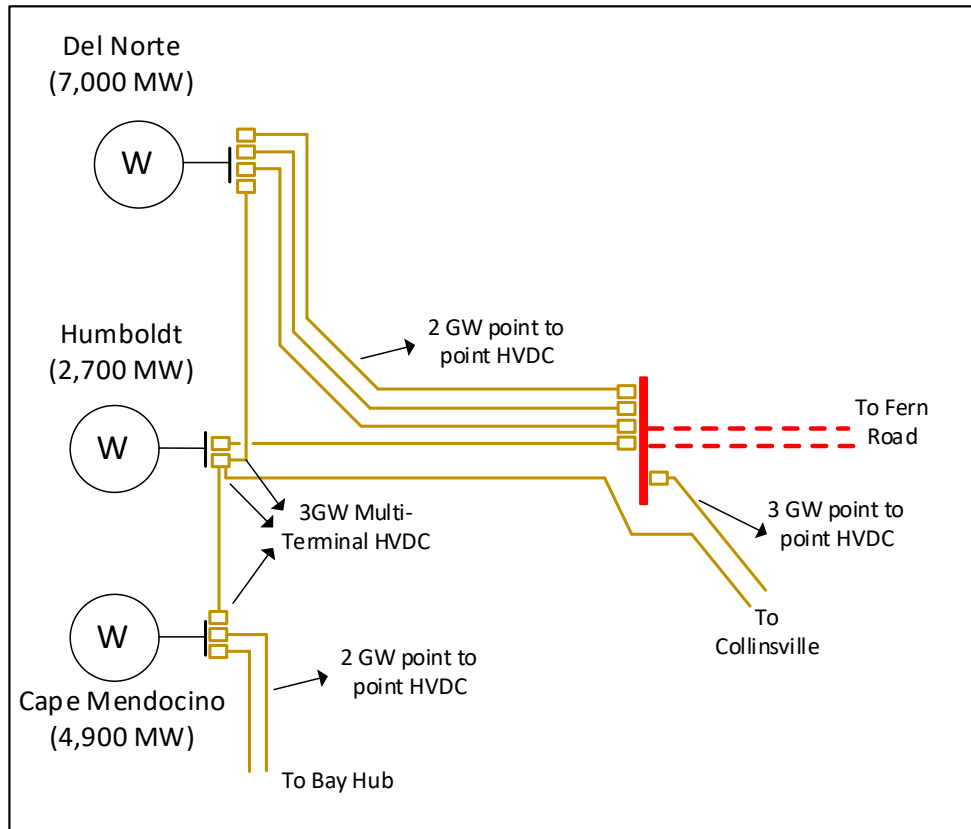 Del Norte
(7,000 MW)
W
2 GW point to
point HVDC
Humboldt
(2,700 MW)
W
To Fern
Road
3GW Multi-
Terminal HVDC
3 GW point to
point HVDC
W
To
Collinsville
2 GW point to
point HVDC
Cape Mendocino
(4,900 MW)
To Bay Hub